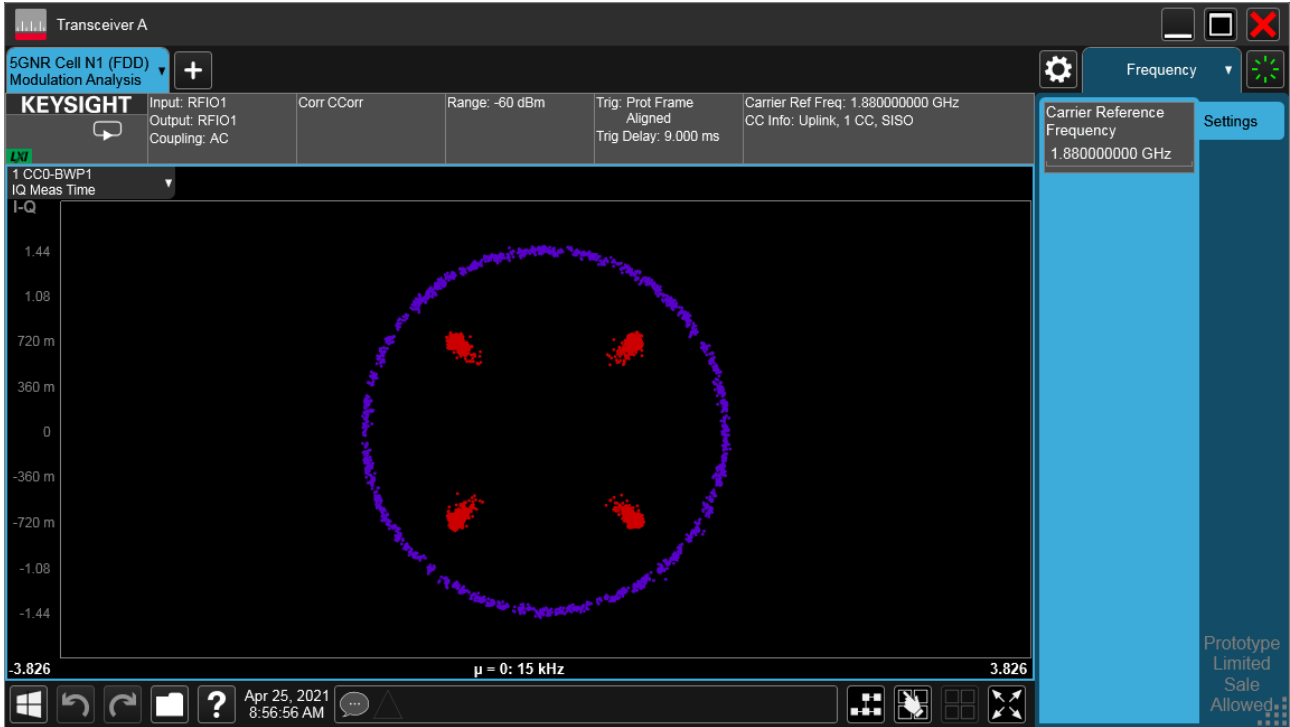 Transceiver A
5GNR Cell N1 (FDD)
Modulation Analysis
+
Frequency
KEYSIGHT
LXI
Input: RFIO1
Output: RFIO1
Coupling: AC
Corr CCorr
Range: -60 dBm
Trig: Prot Frame
Aligned
Trig Delay: 9.000 ms
Carrier Ref Freq: 1.880000000 GHz
CC Info: Uplink, 1 CC, SISO
Carrier Reference
Frequency
1.880000000 GHz
Settings
1 CC0-BWP1
IQ Meas Time
I-Q
1.44
1.08
720 m
360 m
0
-360 m
-720 m
-1.08
-1.44
-3.826
µ = 0: 15 kHz
3.826
Prototype
Limited
Sale
Allowed
?
Apr 25, 2021
8:56:56 AM